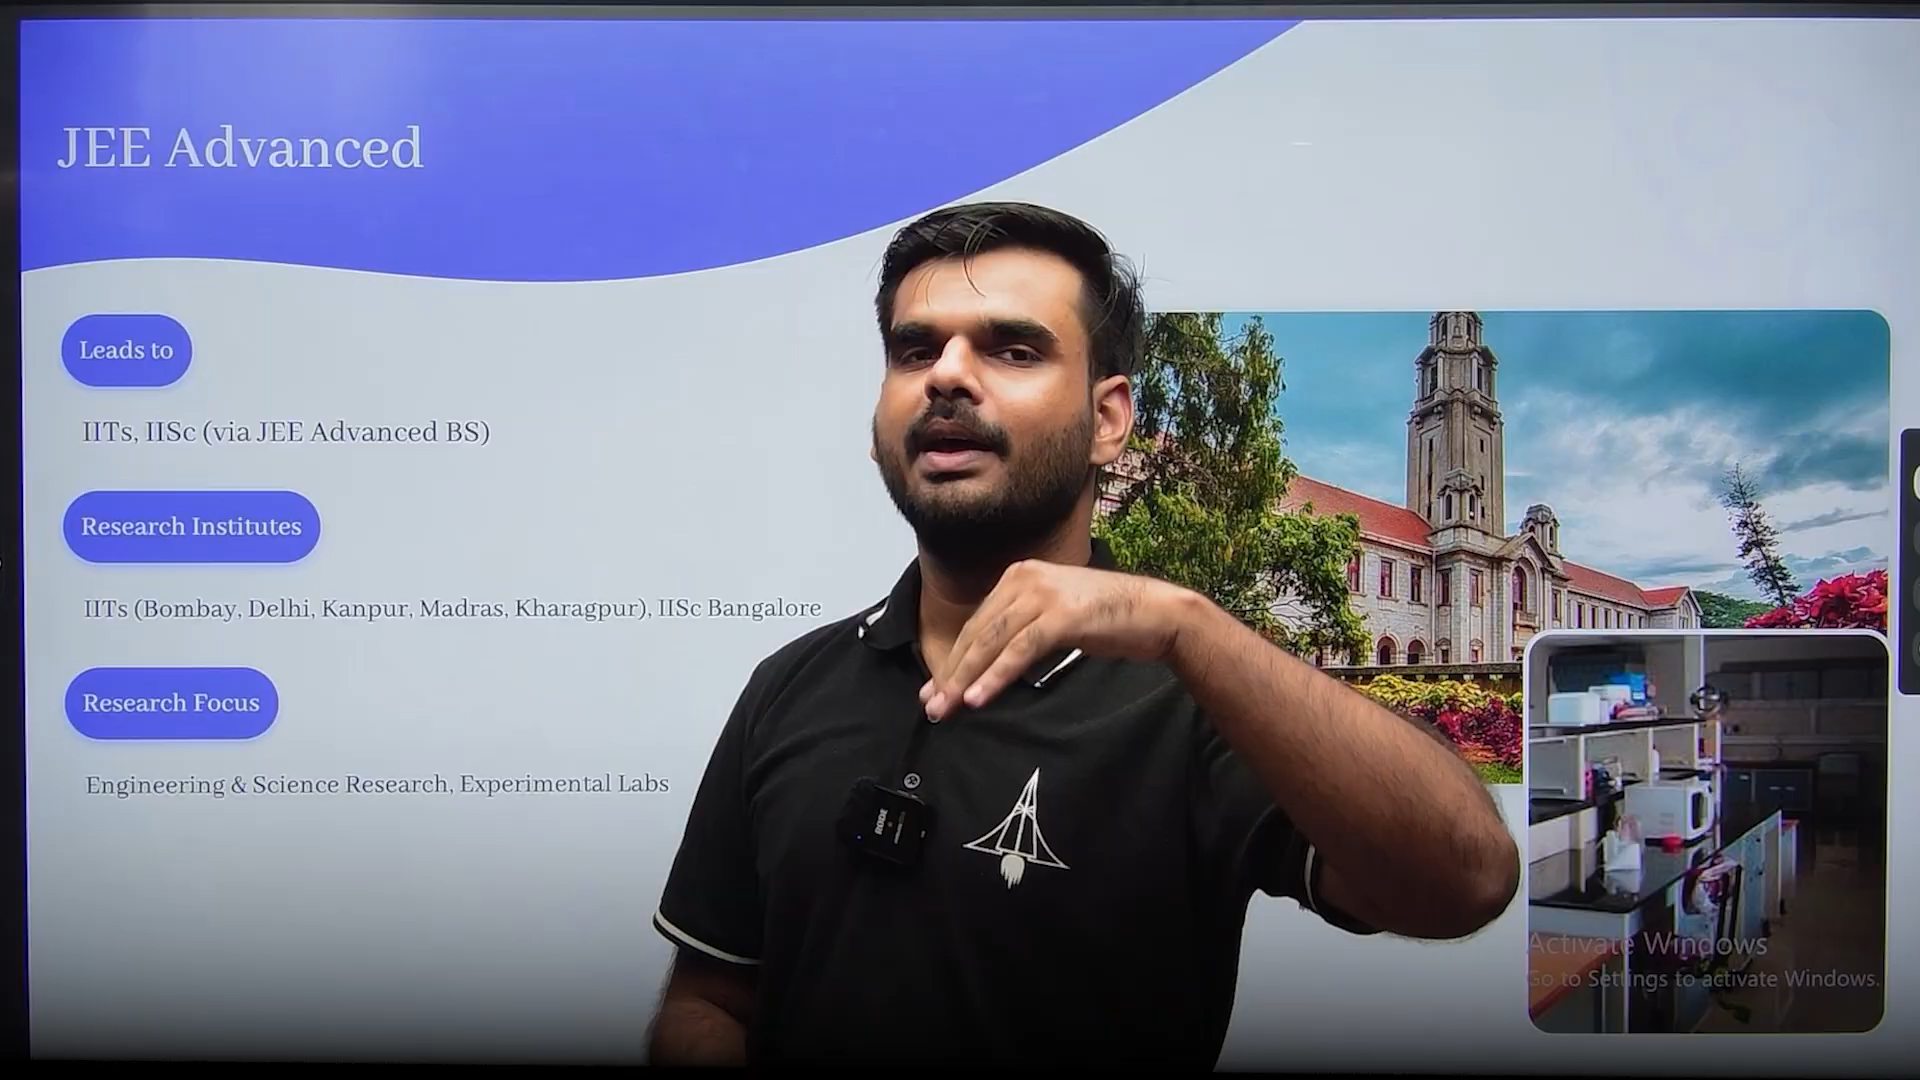 JEE Advanced
Leads to
IITs, IISc (via JEE Advanced BS)
Research Institutes
IITs (Bombay, Delhi, Kanpur, Madras, Kharagpur), IISc Bangalore
Research Focus
Engineering & Science Research, Experimental Labs
RODE
Activate Windows
Go to Settings to activate Windows.